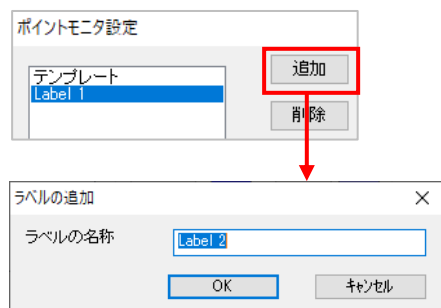 ポイントモニタ設定
テンプレート
Label 1
追加
削除
ラベルの追加
ラベルの名称
Label 2
OK
キャンセル